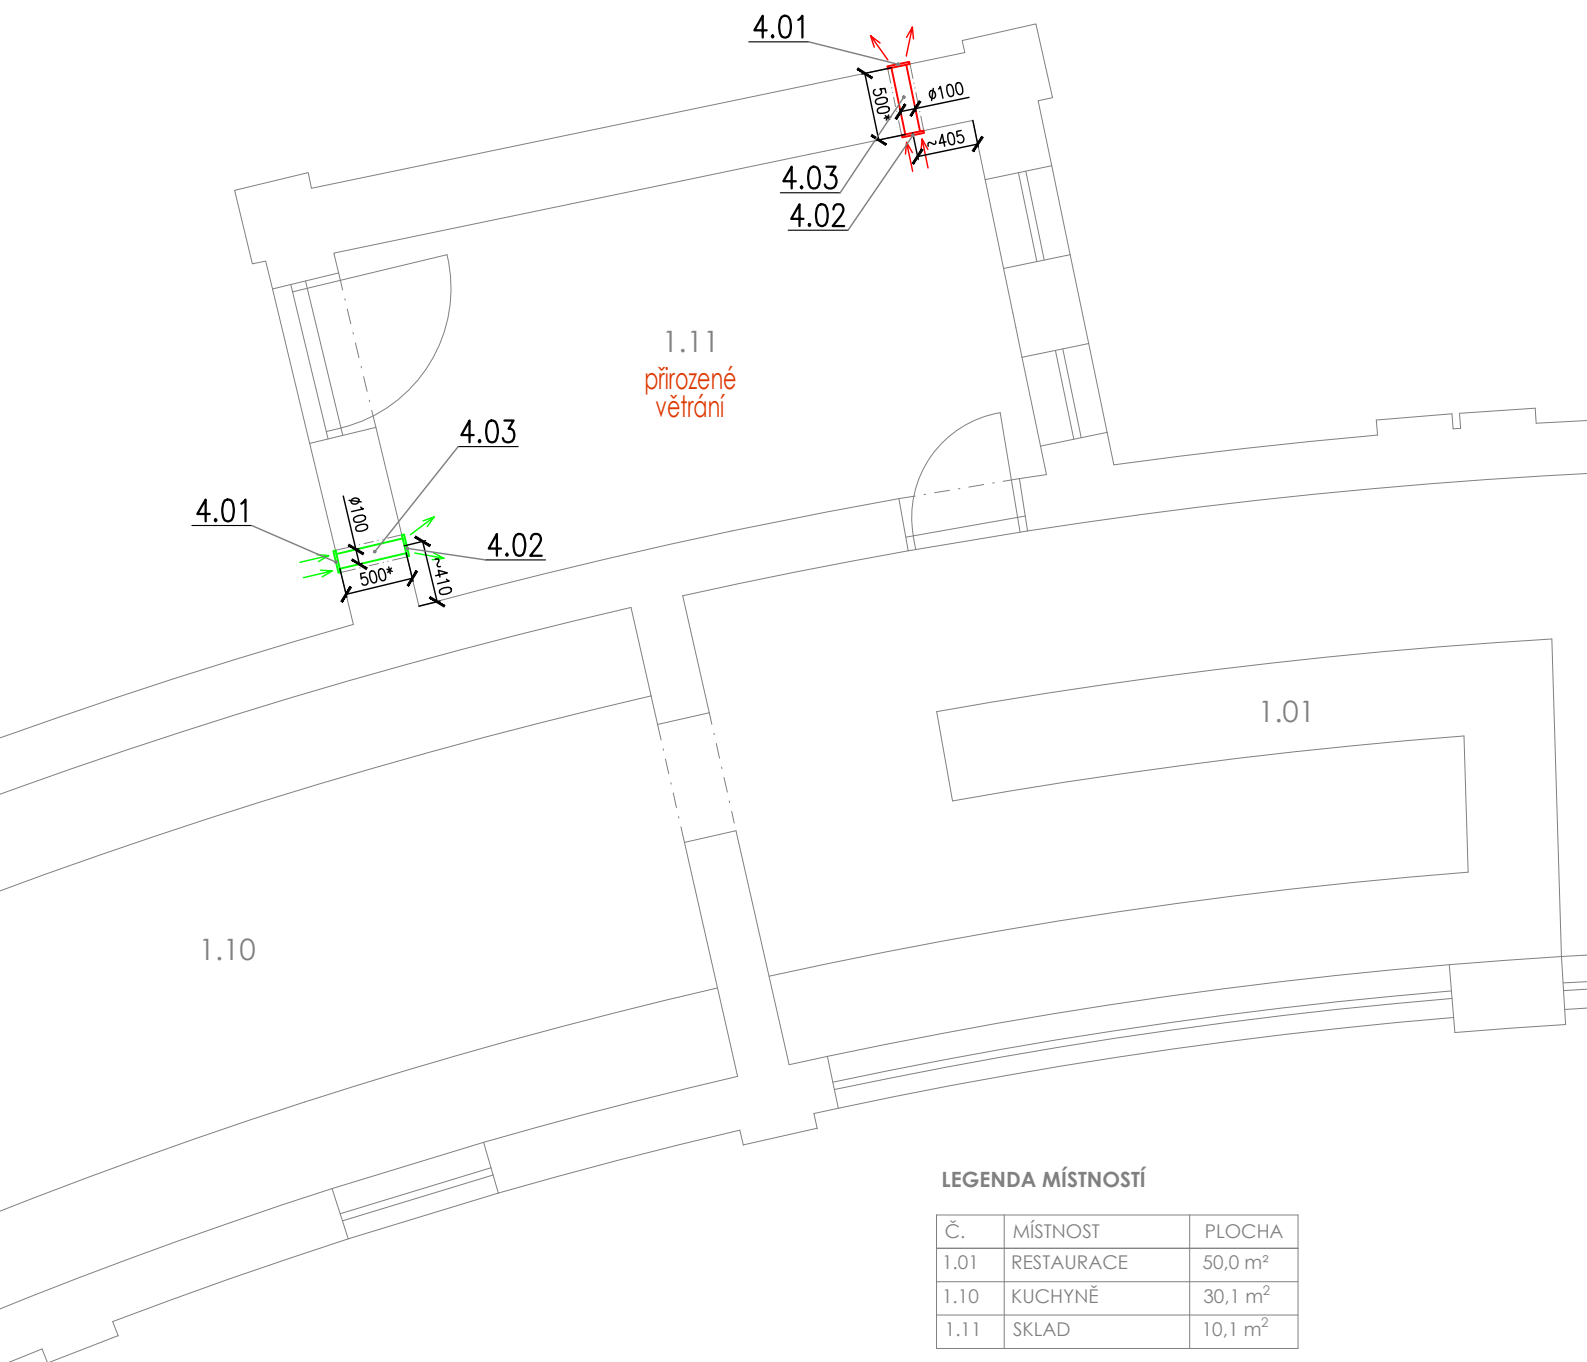 4.01
500*
ø100
~405
4.03
4.02
1.11
přirozené
větrání
4.03
4.01
ø100
4.02
500*
~410
1.01
1.10
LEGENDA MÍSTNOSTÍ
Č. MÍSTNOST PLOCHA
1.01 RESTAURACE 50,0 m²
1.10 KUCHYNĚ 30,1 m²
1.11 SKLAD 10,1 m²